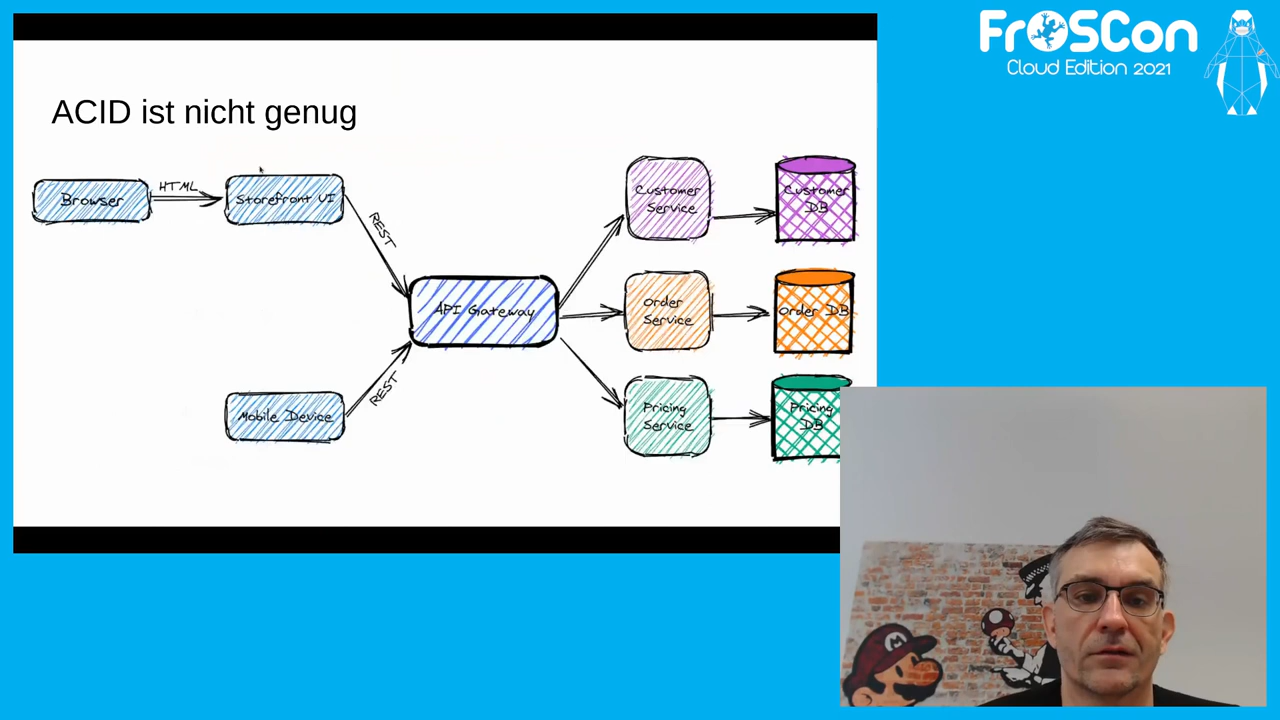 FrOSCon
Cloud Edition 2021
ACID ist nicht genug
Browser
HTML
Storefront UI
REST
API Gateway
REST
Mobile Device
Customer
Service
Customer
DB
Order
Service
Order DB
Pricing
Service
Pricing
DB
M